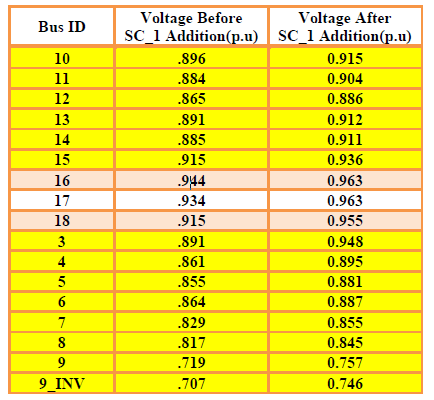 Bus ID Voltage Before SC_1 Addition(p.u) Voltage After SC_1 Addition(p.u)
10 .896 0.915
11 .884 0.904
12 .865 0.886
13 .891 0.912
14 .885 0.911
15 .915 0.936
16 .944 0.963
17 .934 0.963
18 .915 0.955
3 .891 0.948
4 .861 0.895
5 .855 0.881
6 .864 0.887
7 .829 0.855
8 .817 0.845
9 .719 0.757
9_INV .707 0.746